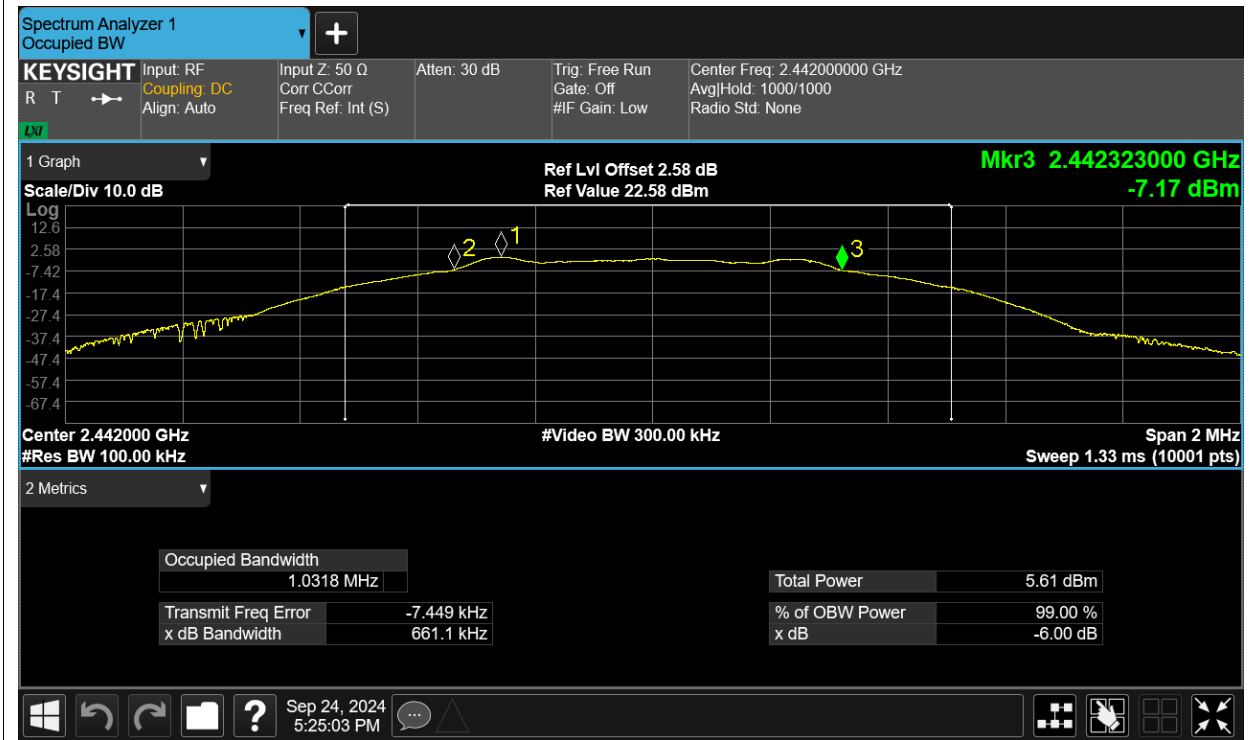 Spectrum Analyzer 1
Occupied BW
KEYSIGHT
R T
LXI
Input: RF
Coupling: DC
Align: Auto
Input Z: 50 Ω
Corr CCorr
Freq Ref: Int (S)
Atten: 30 dB
Trig: Free Run
Gate: Off
#IF Gain: Low
Center Freq: 2.442000000 GHz
Avg|Hold: 1000/1000
Radio Std: None
1 Graph
Scale/Div 10.0 dB
Ref Lvl Offset 2.58 dB
Ref Value 22.58 dBm
Mkr3 2.442323000 GHz
-7.17 dBm
Log
12.6
2.58
-7.42
-17.4
-27.4
-37.4
-47.4
-57.4
-67.4
2
1
3
Center 2.442000 GHz
#Res BW 100.00 kHz
#Video BW 300.00 kHz
Span 2 MHz
Sweep 1.33 ms (10001 pts)
2 Metrics
Occupied Bandwidth
1.0318 MHz
Transmit Freq Error -7.449 kHz
x dB Bandwidth 661.1 kHz
Total Power 5.61 dBm
% of OBW Power 99.00 %
x dB -6.00 dB
?
Sep 24, 2024
5:25:03 PM